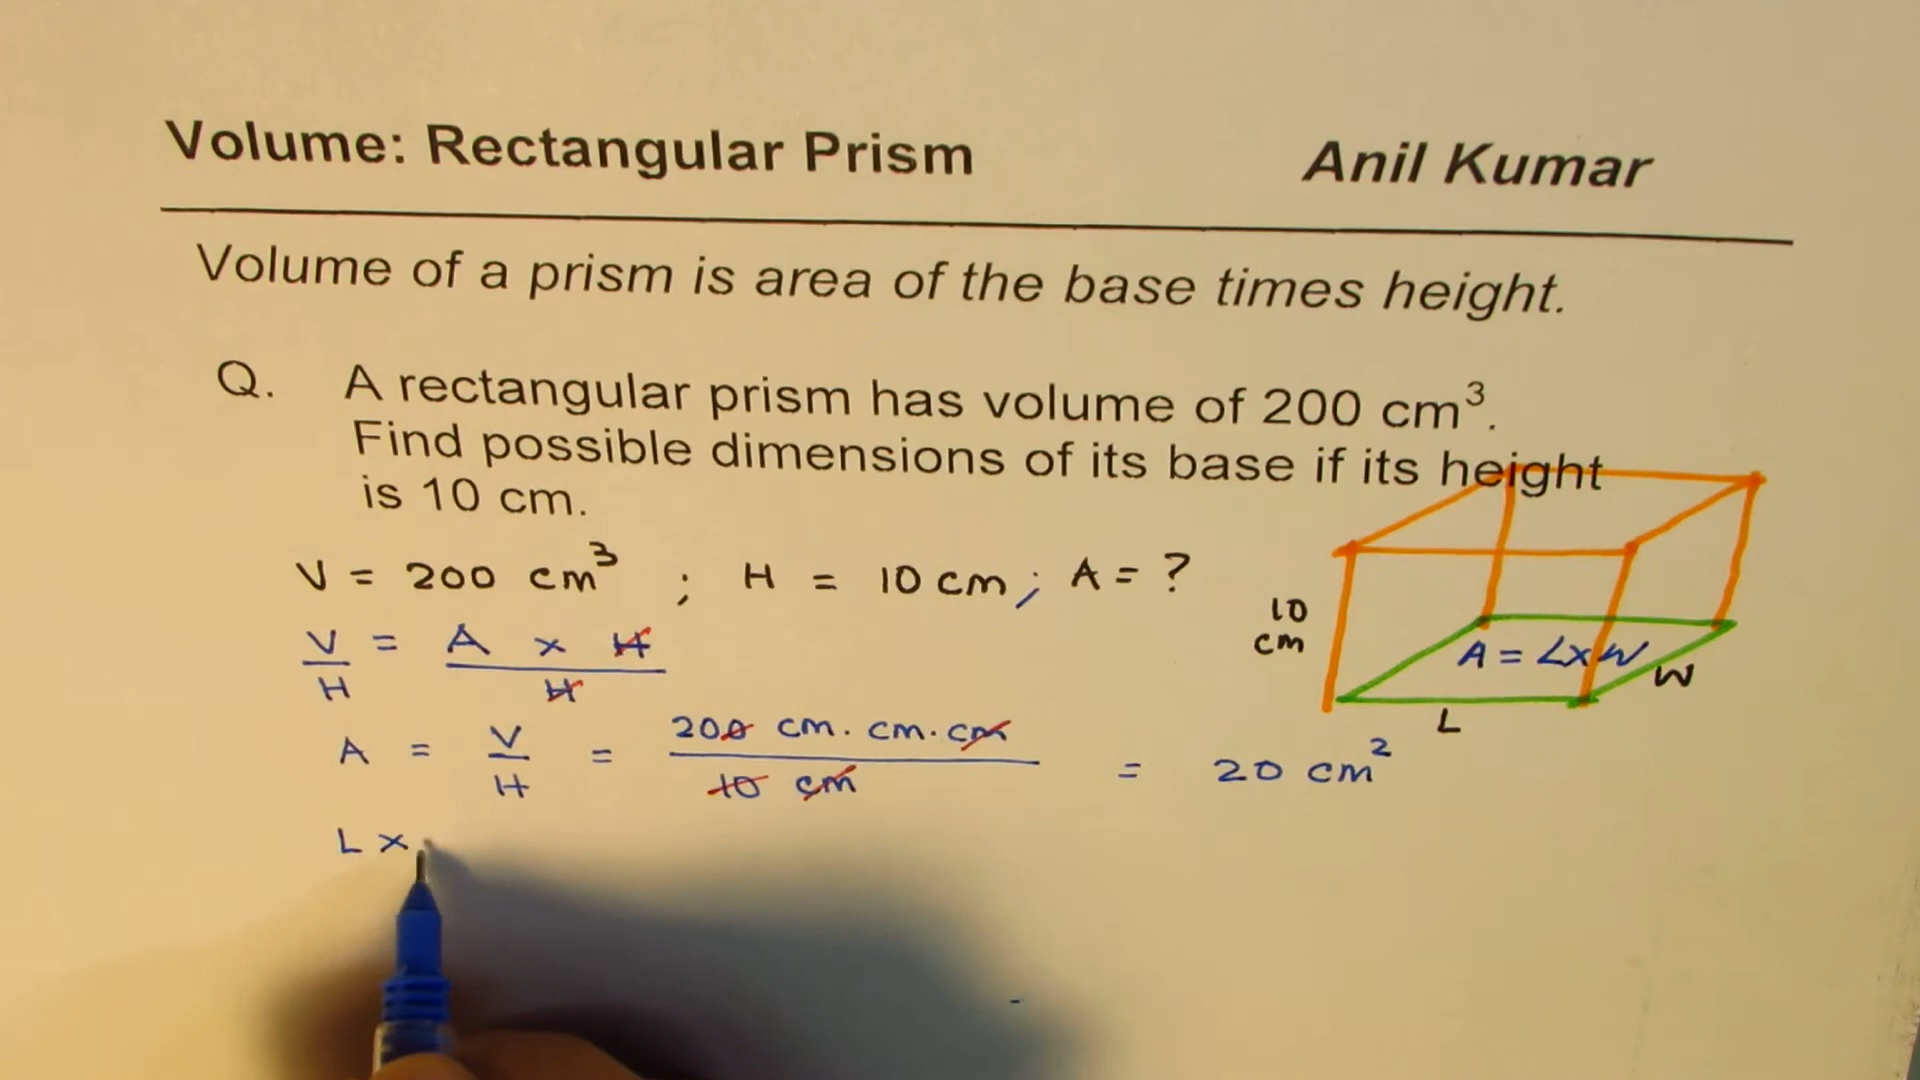 Volume: Rectangular Prism Anil Kumar
Volume of a prism is area of the base times height.
Q. A rectangular prism has volume of 200 cm³.
Find possible dimensions of its base if its height
is 10 cm.
V = 200 cm³ ; H = 10 cm; A = ?
V/H = A x H / H
A = V/H = 200 cm. cm. cm / 10 cm = 20 cm²
L x
10
cm
A = L x W
W
L